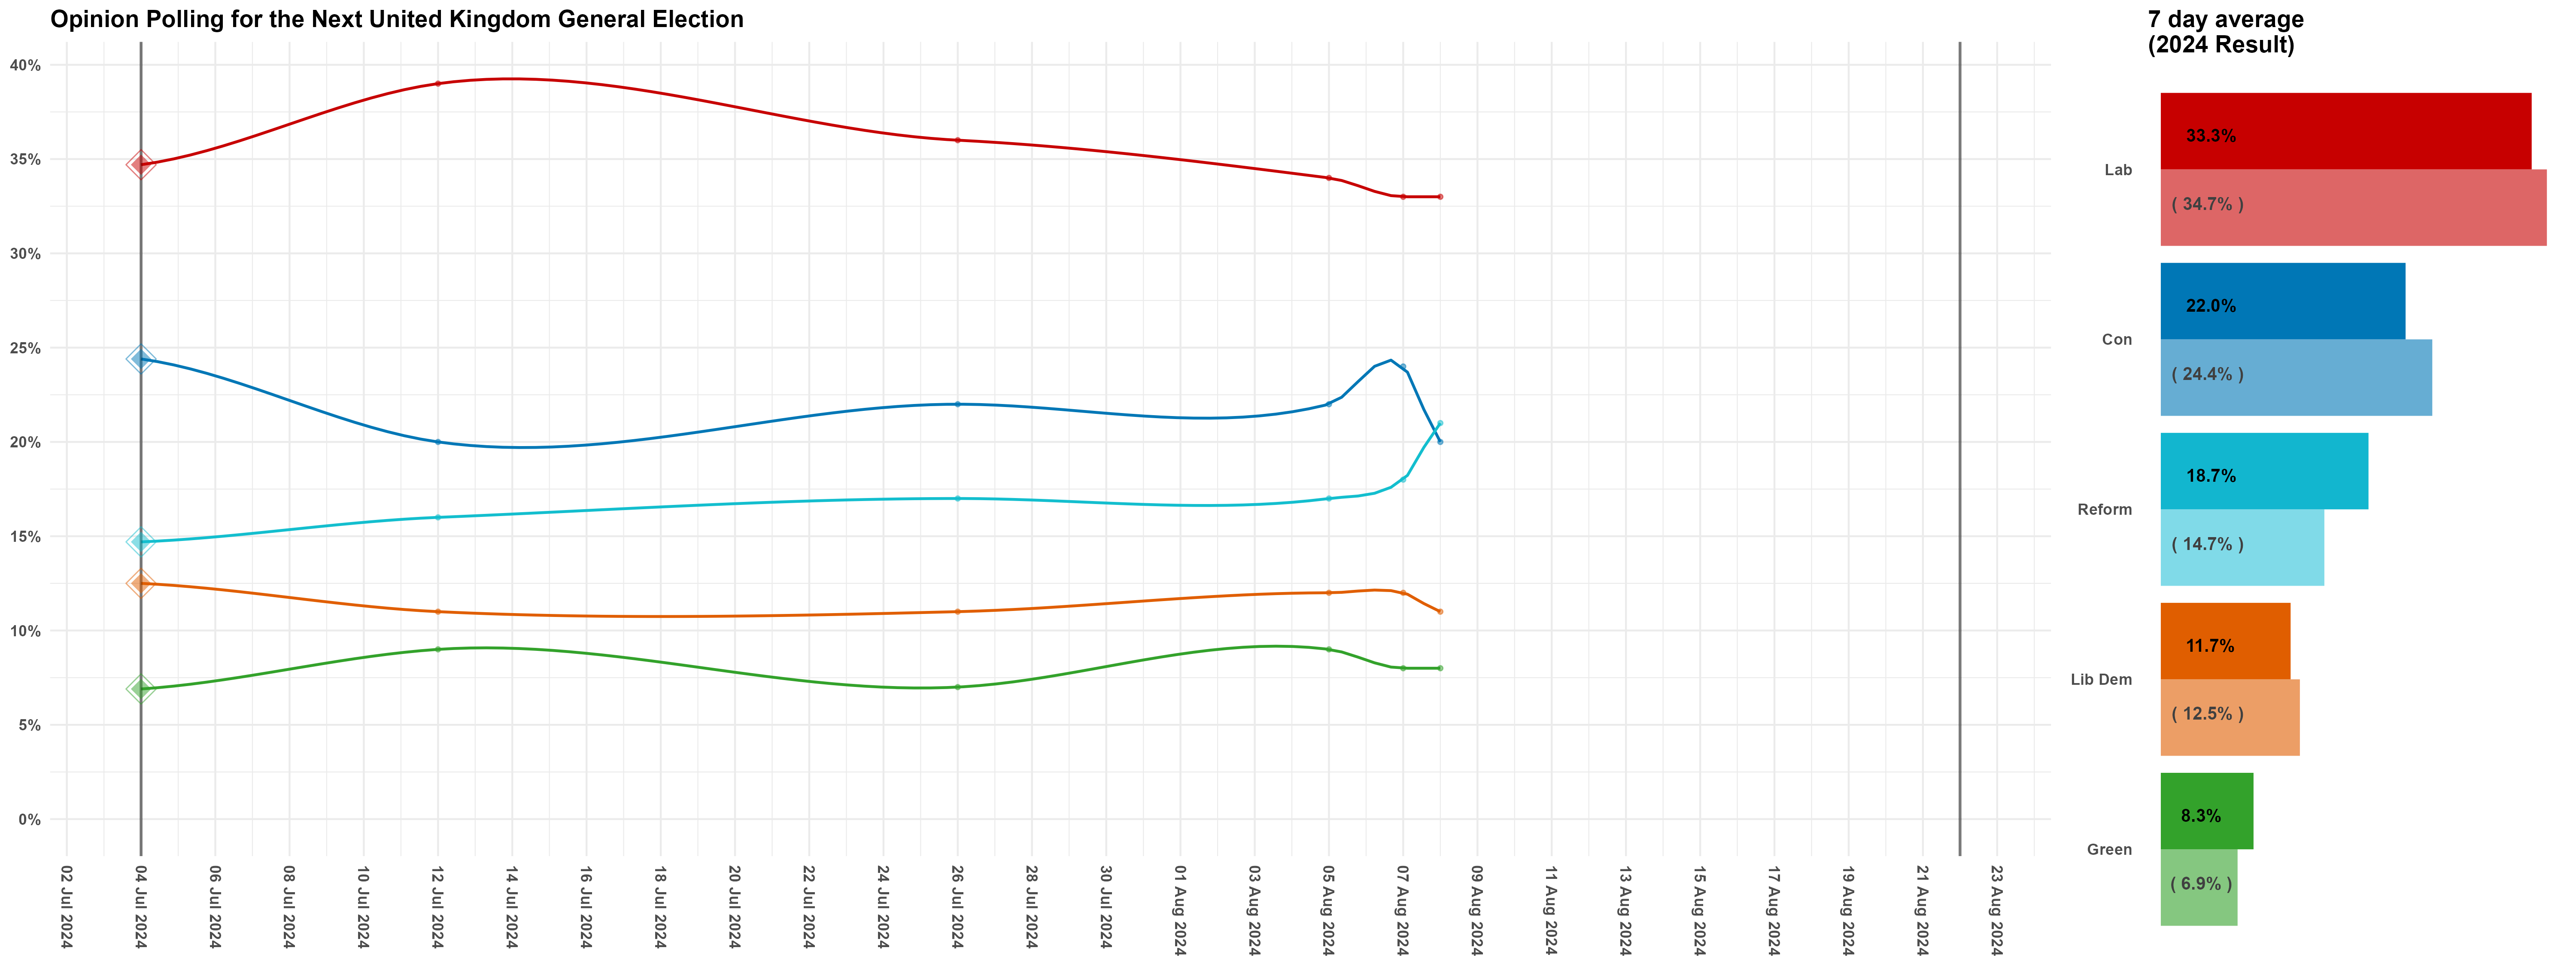 Opinion Polling for the Next United Kingdom General Election
40%
35%
30%
25%
20%
15%
10%
5%
0%
02 Jul 2024
04 Jul 2024
06 Jul 2024
08 Jul 2024
10 Jul 2024
12 Jul 2024
14 Jul 2024
16 Jul 2024
18 Jul 2024
20 Jul 2024
22 Jul 2024
24 Jul 2024
26 Jul 2024
28 Jul 2024
30 Jul 2024
01 Aug 2024
03 Aug 2024
05 Aug 2024
07 Aug 2024
09 Aug 2024
11 Aug 2024
13 Aug 2024
15 Aug 2024
17 Aug 2024
19 Aug 2024
21 Aug 2024
23 Aug 2024
7 day average
(2024 Result)
Lab
33.3%
( 34.7% )
Con
22.0%
( 24.4% )
Reform
18.7%
( 14.7% )
Lib Dem
11.7%
( 12.5% )
Green
8.3%
( 6.9% )